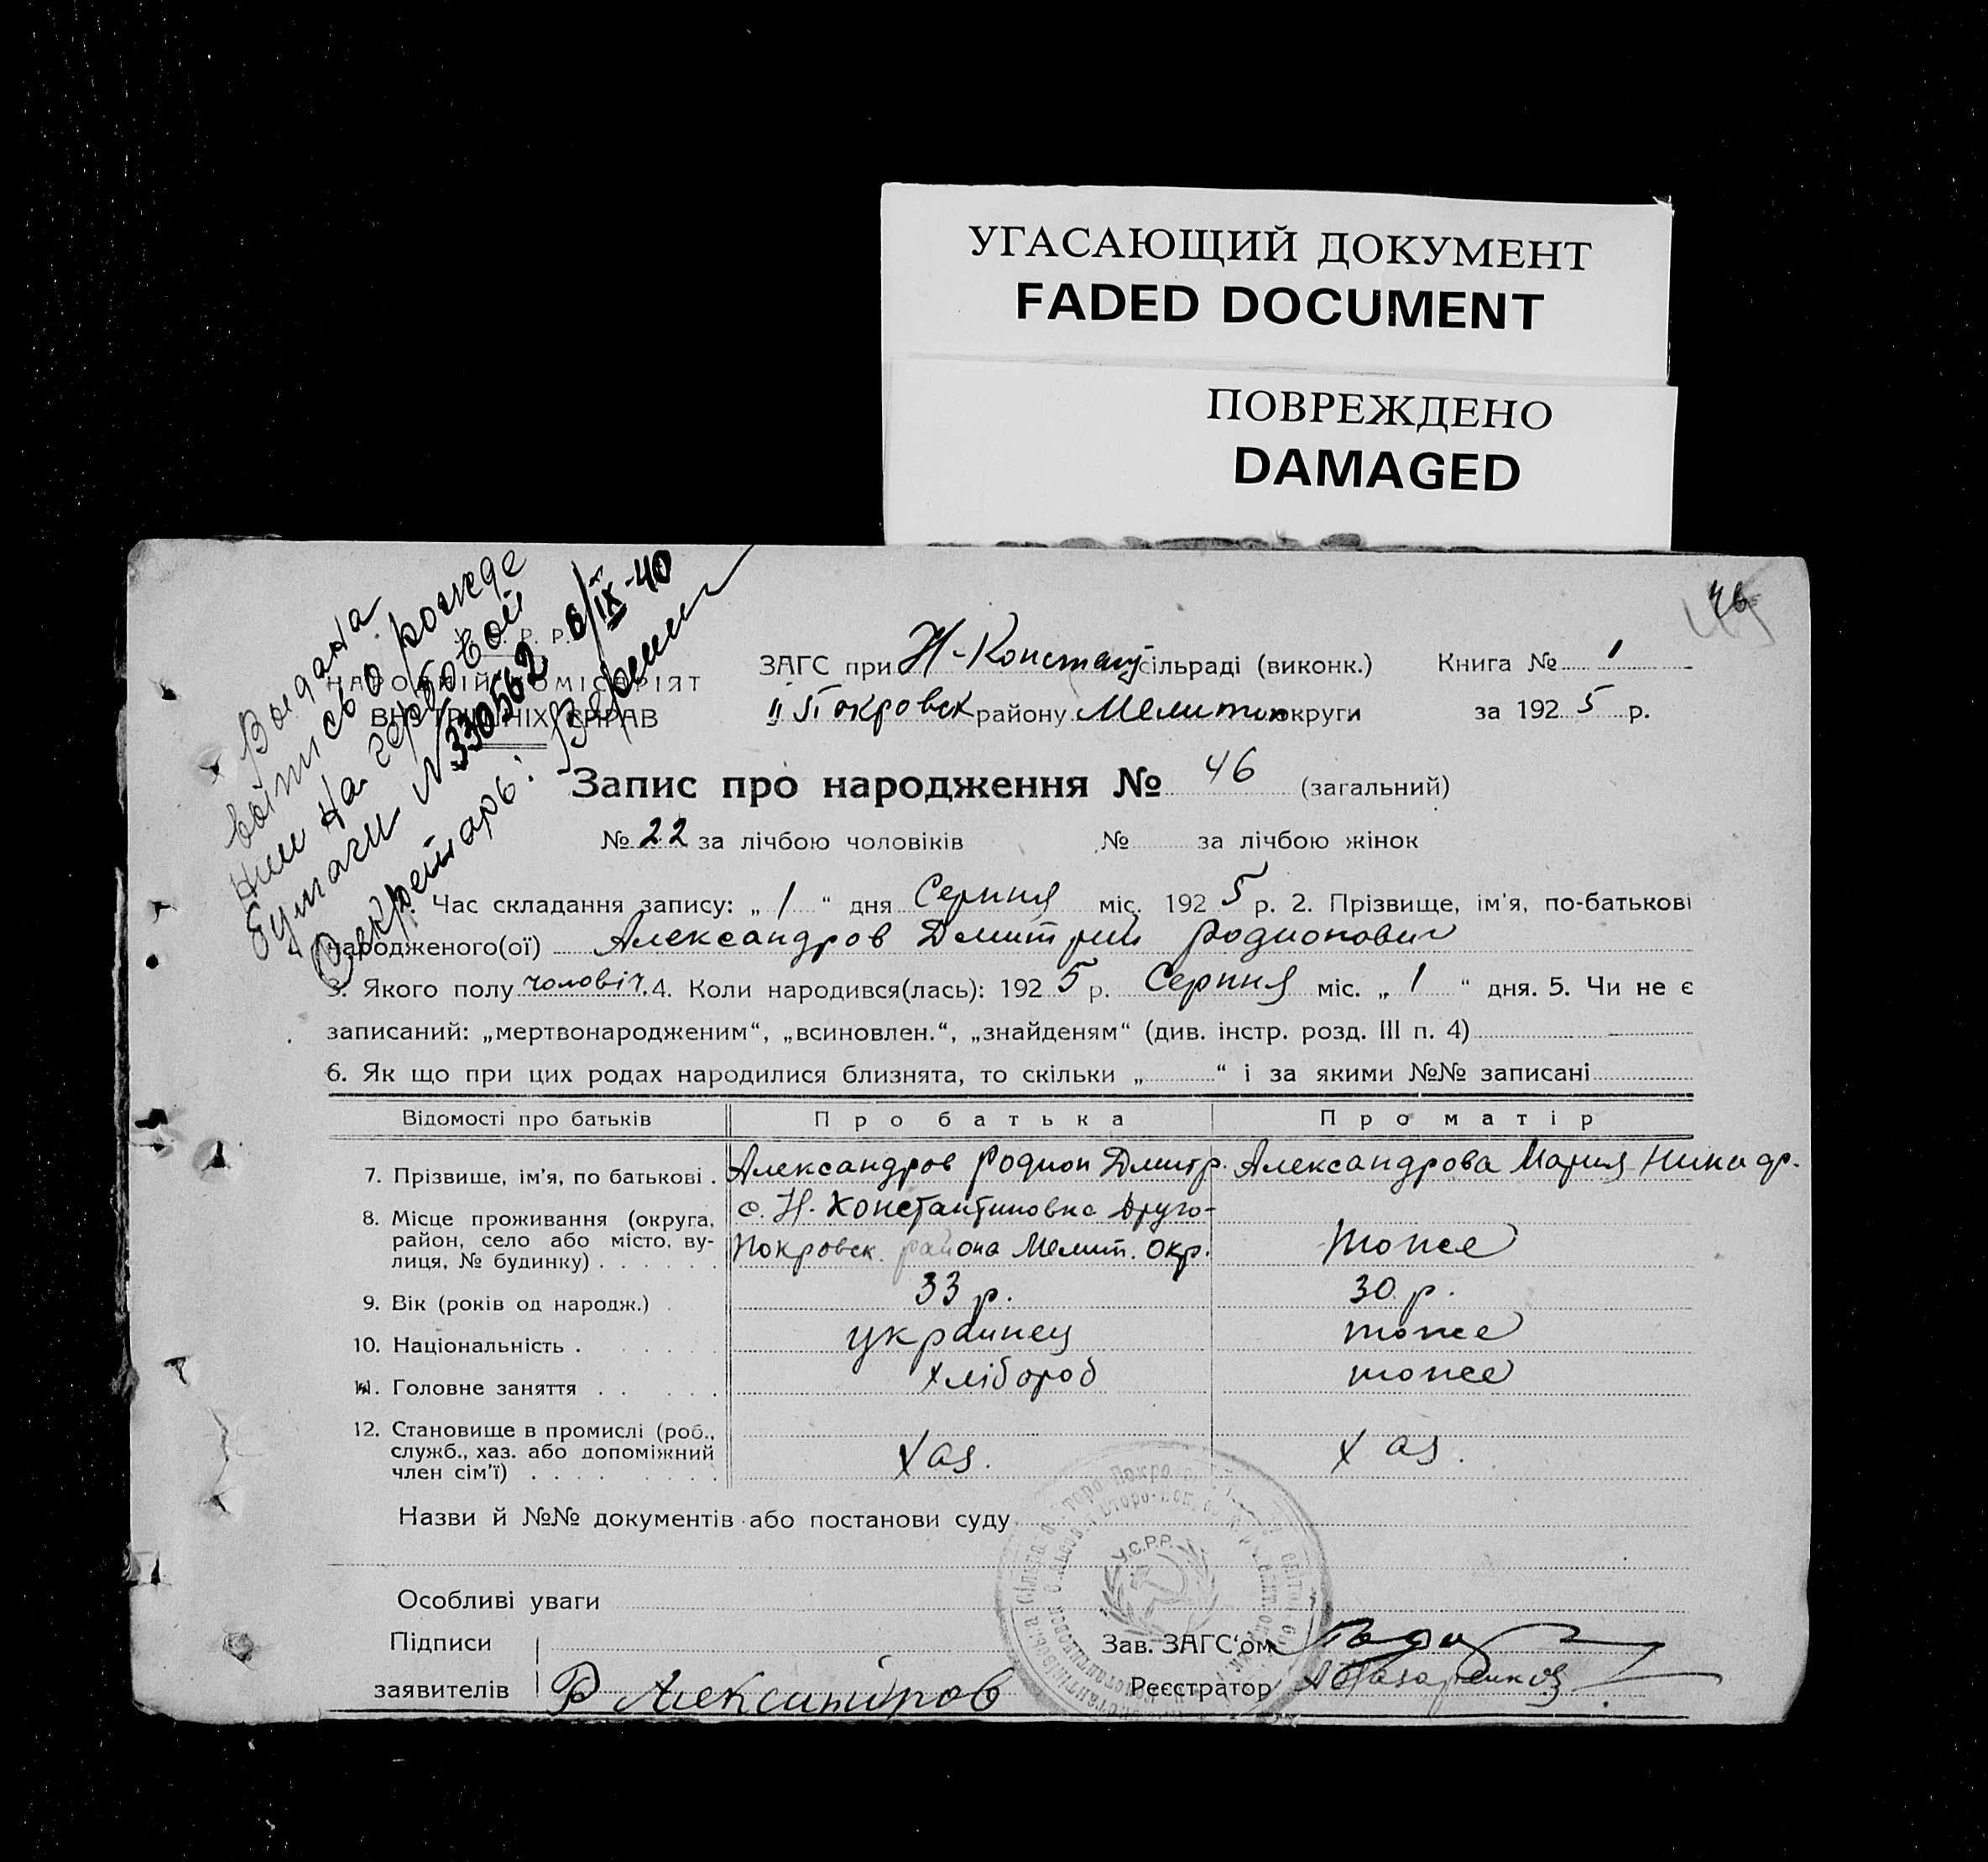 УГАСАЮЩИЙ ДОКУМЕНТ
FADED DOCUMENT
ПОВРЕЖДЕНО
DAMAGED
46
Выдана
свой рожде
нии на гербовой
бумаги N 330562 6/IX-40
Секретарь:
НАРОДНІЙ КОМІСАРІЯТ
ВНУТРІШНІХ СПРАВ
ЗАГС при Н-Констант сільраді (виконк.) Книга № 1
II Покровск району Мелитоп округи за 1925 р.
Запис про народження № 46 (загальний)
№ 22 за лічбою чоловіків № за лічбою жінок
1. Час складання запису: „ 1 “ дня Серпня міс. 1925 р. 2. Прізвище, ім'я, по-батькові
народженого(ої) Александров Дмитрий Родионович
3. Якого полу чоловіч. 4. Коли народився(лась): 1925 р. Серпня міс. „ 1 “ дня. 5. Чи не є
записаний: „мертвонародженим“, „всиновлен.“, „знайденям“ (див. інстр. розд. III п. 4)
6. Як що при цих родах народилися близнята, то скільки „ “ і за якими №№ записані
Відомості про батьків Про батька Про матір
7. Прізвище, ім'я, по батькові . Александров Родион Дмитр. Александрова Мария Никандр.
8. Місце проживання (округа, район, село або місто, вулиця, № будинку) с. Н. Константиновка Друго-
Покровск. района Мелит. окр. тоже
9. Вік (років од народж.) 33 р. 30 р.
10. Національність . украинец тоже
11. Головне заняття . . хлібороб тоже
12. Становище в промислі (роб.,
служб., хаз. або допоміжний
член сім'ї) хаз. хаз.
Назви й №№ документів або постанови суду
У.С.Р.Р.
Особливі уваги
Підписи Зав. ЗАГС'ом
заявителів Р Александров Реєстратор